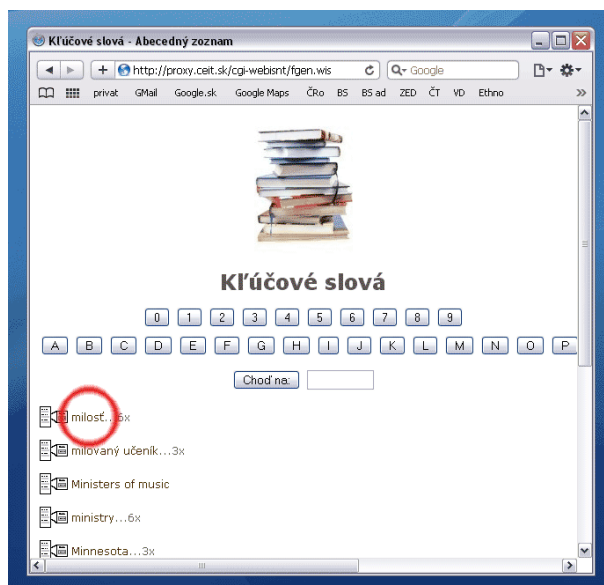 Kľúčové slová - Abecedný zoznam
http://proxy.ceit.sk/cgi-webisnt/fgen.wis
Google
privat GMail Google.sk Google Maps ČRo BS BS ad ZED ČT VD Ethno
Kľúčové slová
0 1 2 3 4 5 6 7 8 9
A B C D E F G H I J K L M N O P
Choď na:
milosť...6x
milovaný učeník...3x
Ministers of music
ministry...6x
Minnesota...3x